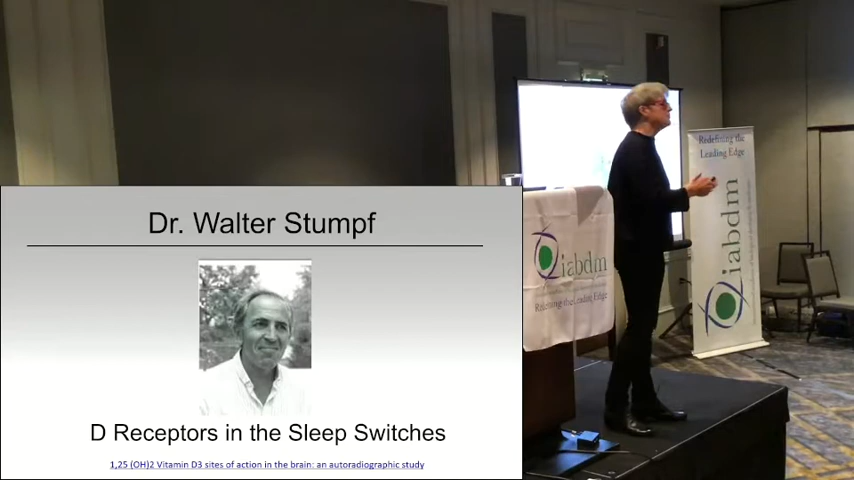 Dr. Walter Stumpf
D Receptors in the Sleep Switches
1,25 (OH)2 Vitamin D3 sites of action in the brain: an autoradiographic study
iabdm
Redefining the Leading Edge
Redefining the
Leading Edge
iabdm